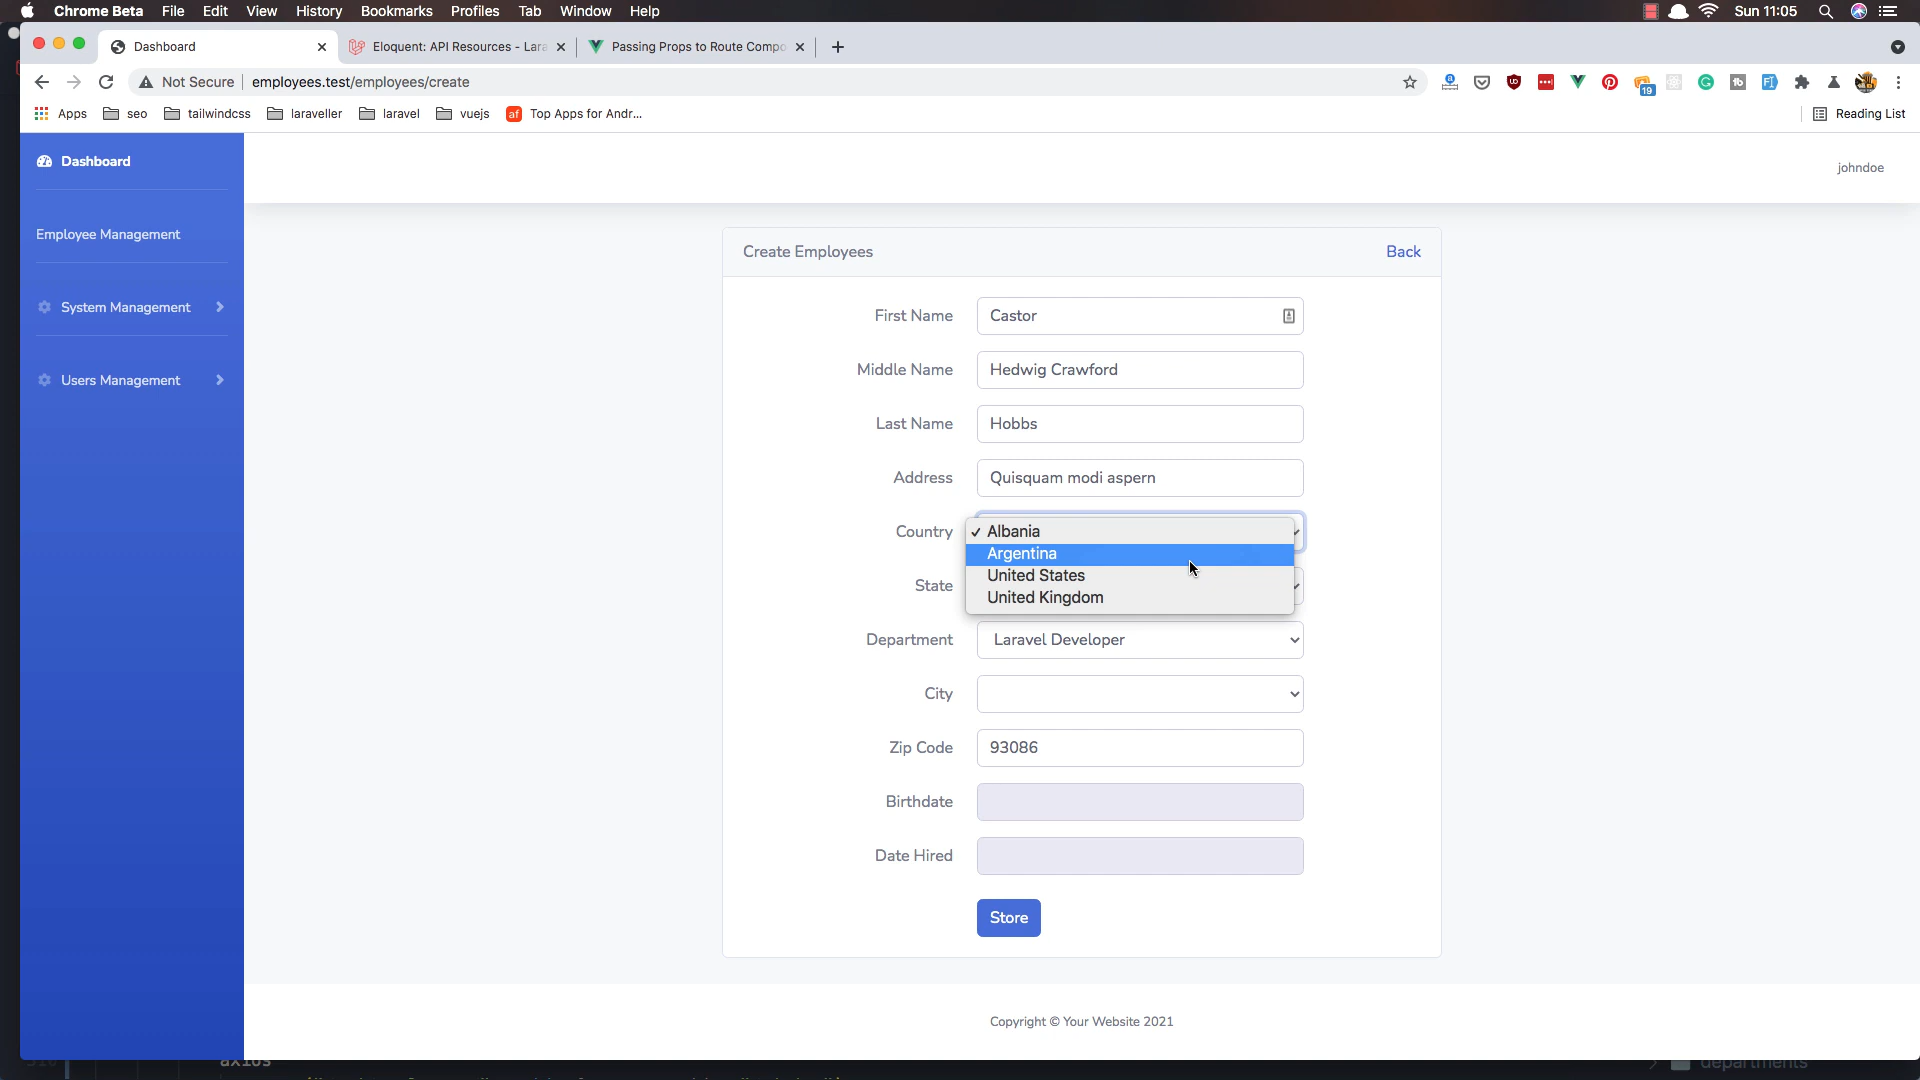 Chrome Beta File Edit View History Bookmarks Profiles Tab Window Help Sun 11:05
Dashboard Eloquent: API Resources - Lara Passing Props to Route Compo
Not Secure employees.test/employees/create 19
Apps seo tailwindcss laraveller laravel vuejs af Top Apps for Andr... Reading List
Dashboard
johndoe
Employee Management
System Management
Users Management
Create Employees Back
First Name Castor
Middle Name Hedwig Crawford
Last Name Hobbs
Address Quisquam modi aspern
Country ✓ Albania
Argentina
State United States
United Kingdom
Department Laravel Developer
City
Zip Code 93086
Birthdate
Date Hired
Store
Copyright © Your Website 2021
axios departments